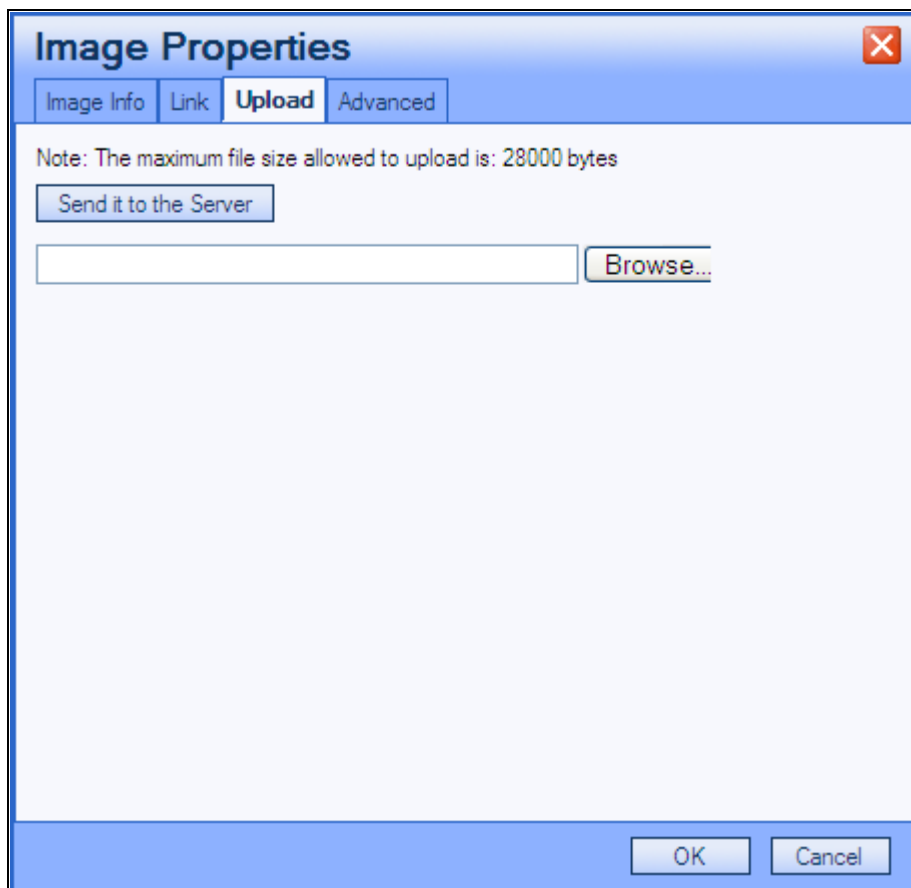 Image Properties
Image Info Link Upload Advanced
Note: The maximum file size allowed to upload is: 28000 bytes
Send it to the Server
Browse...
OK Cancel